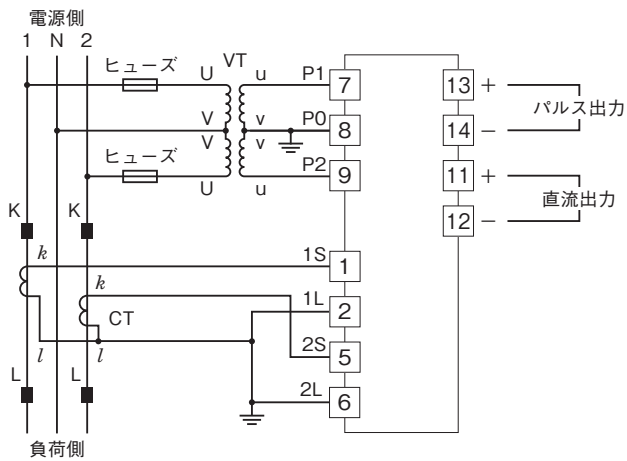 電源側
1 N 2
ヒューズ
U
VT
u
P1
7
13 +
パルス出力
V
v
P0
8
14 −
V
v
ヒューズ
U
u
P2
9
11 +
直流出力
12 −
K
K
k
1S
1
k
1L
2
CT
l
l
2S
5
L
L
2L
6
負荷側